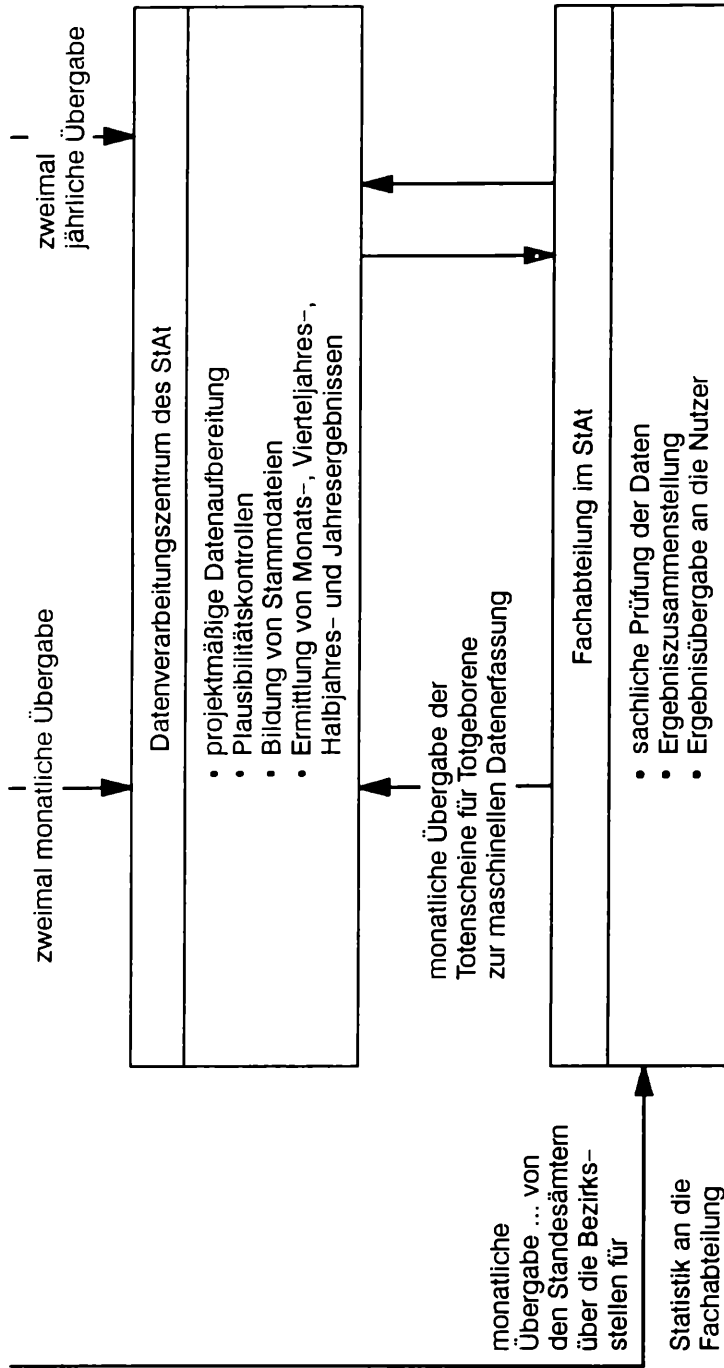 zweimal monatliche Übergabe
zweimal
jährliche Übergabe
Datenverarbeitungszentrum des StAt
• projektmäßige Datenaufbereitung
• Plausibilitätskontrollen
• Bildung von Stammdateien
• Ermittlung von Monats-, Vierteljahres-,
Halbjahres- und Jahresergebnissen
monatliche Übergabe der
Totenscheine für Totgeborene
zur maschinellen Datenerfassung
monatliche
Übergabe ... von
den Standesämtern
über die Bezirks-
stellen für
Statistik an die
Fachabteilung
Fachabteilung im StAt
• sachliche Prüfung der Daten
• Ergebniszusammenstellung
• Ergebnisübergabe an die Nutzer